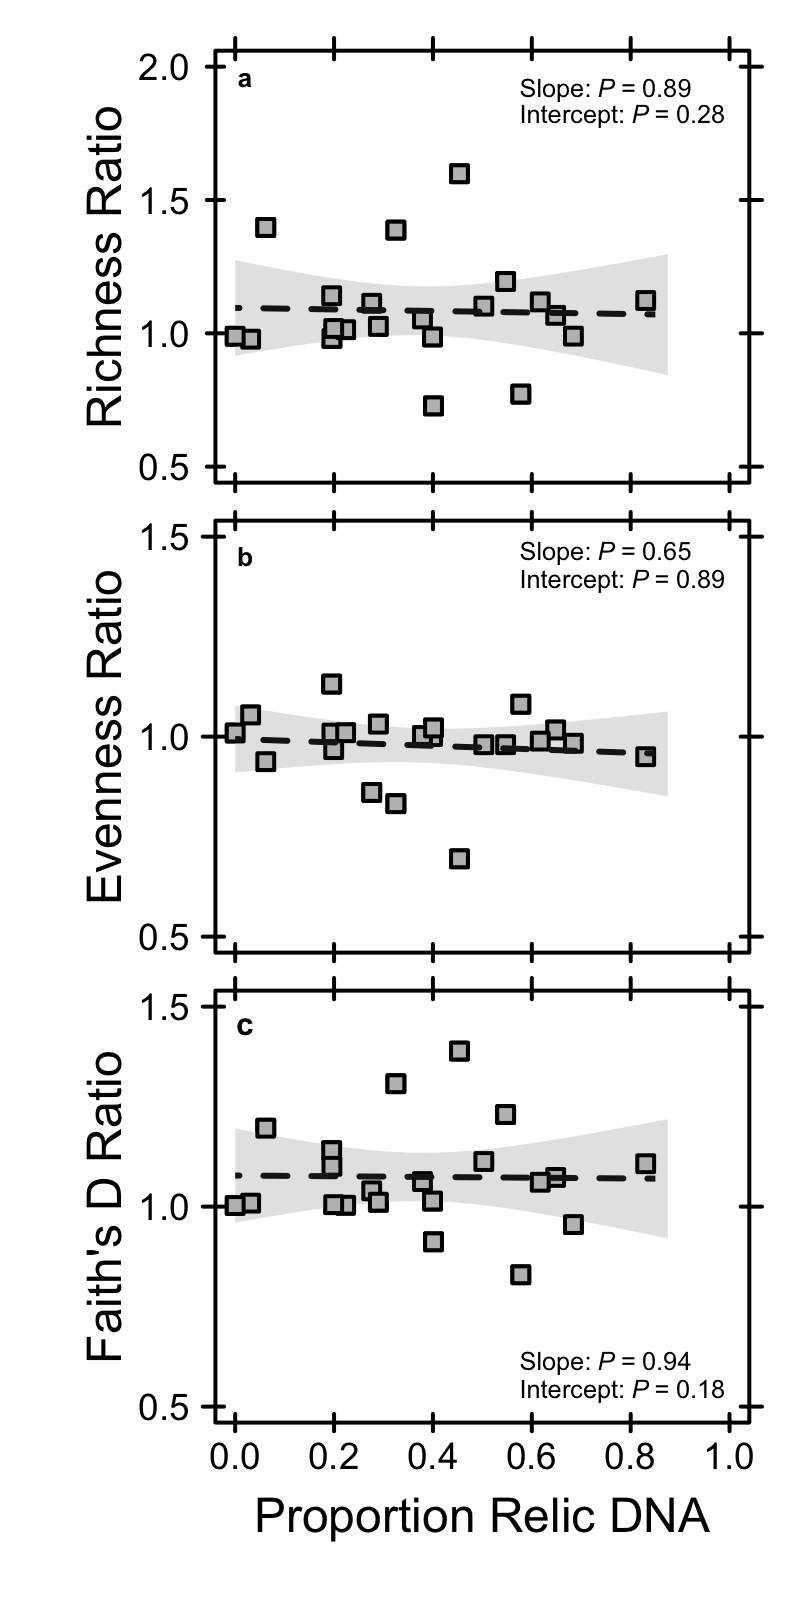 a
Slope: P = 0.89
Intercept: P = 0.28
2.0
1.5
1.0
0.5
Richness Ratio
b
Slope: P = 0.65
Intercept: P = 0.89
1.5
1.0
0.5
Evenness Ratio
c
1.5
1.0
0.5
Faith's D Ratio
Slope: P = 0.94
Intercept: P = 0.18
0.0 0.2 0.4 0.6 0.8 1.0
Proportion Relic DNA